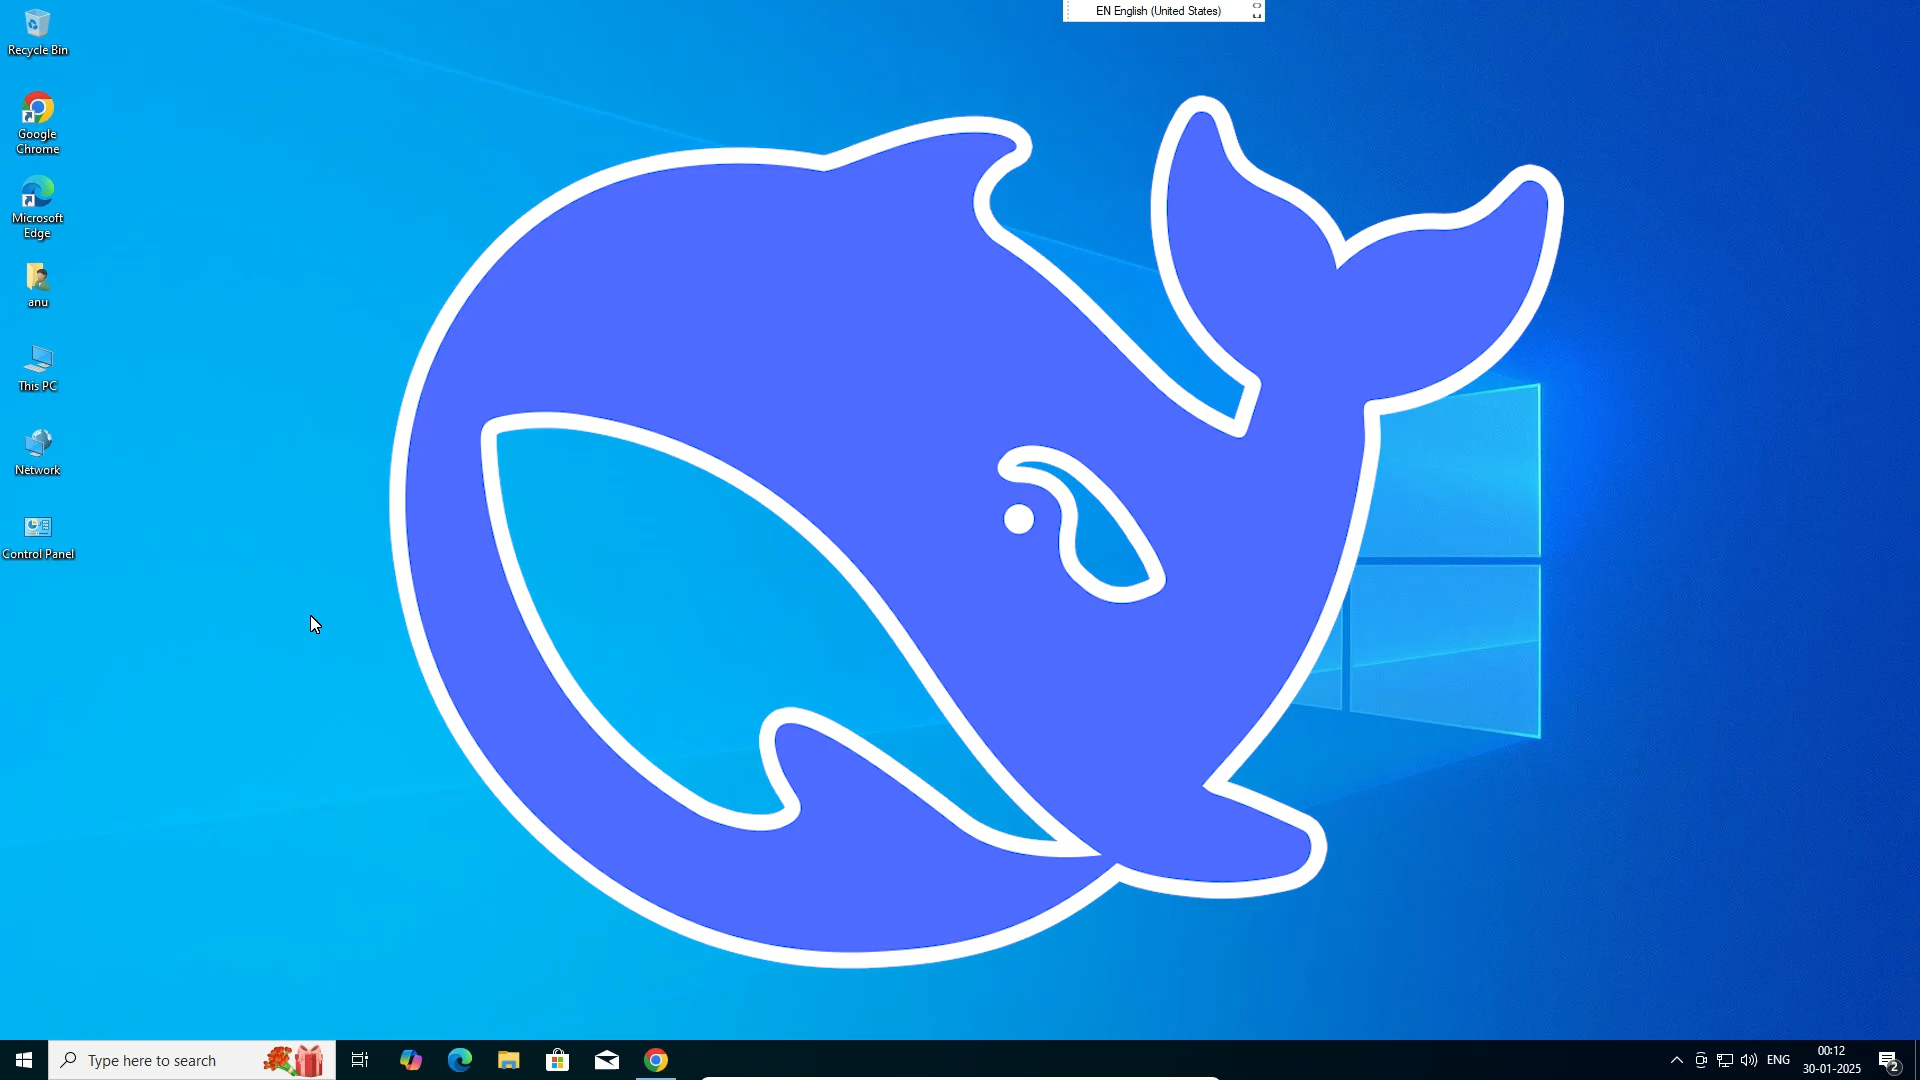 EN English (United States)
Recycle Bin
Google
Chrome
Microsoft
Edge
anu
This PC
Network
Control Panel
Type here to search
ENG
00:12
30-01-2025
2